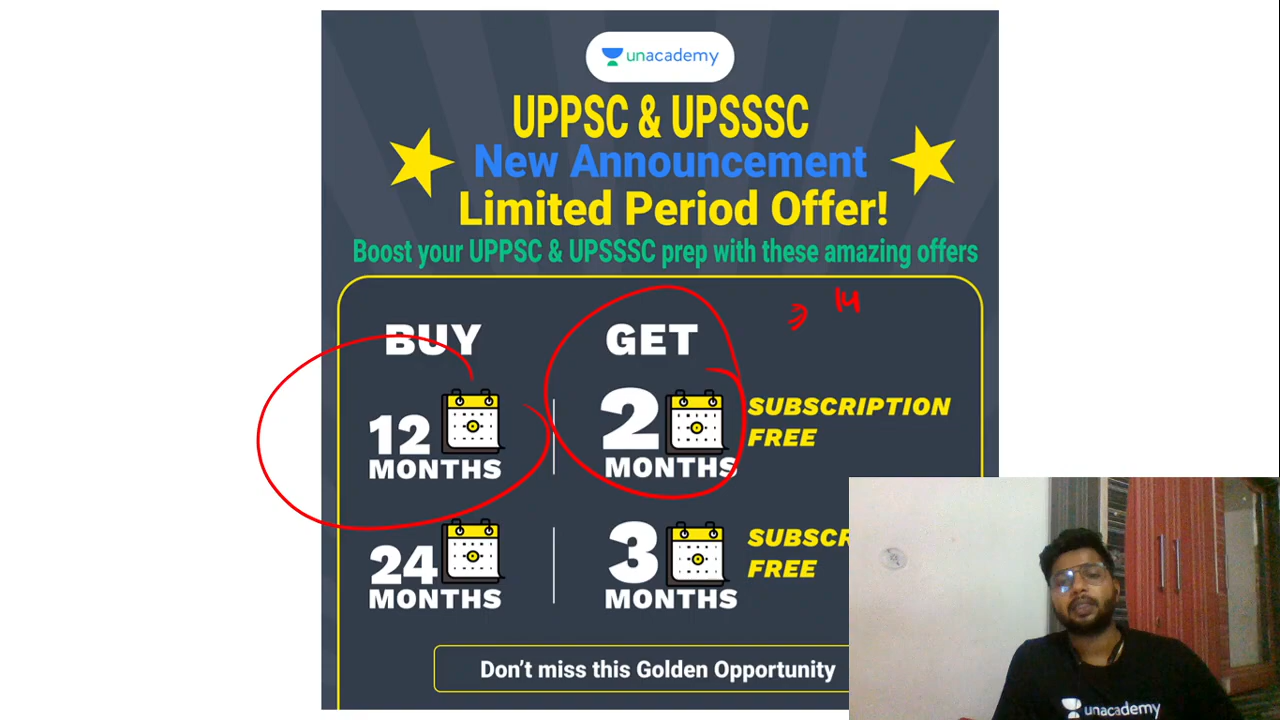 unacademy
UPPSC & UPSSSC
New Announcement
Limited Period Offer!
Boost your UPPSC & UPSSSC prep with these amazing offers
BUY GET
14
12 MONTHS
2 MONTHS
SUBSCRIPTION
FREE
24 MONTHS
3 MONTHS
FREE
Don't miss this Golden Opportunity
unacademy